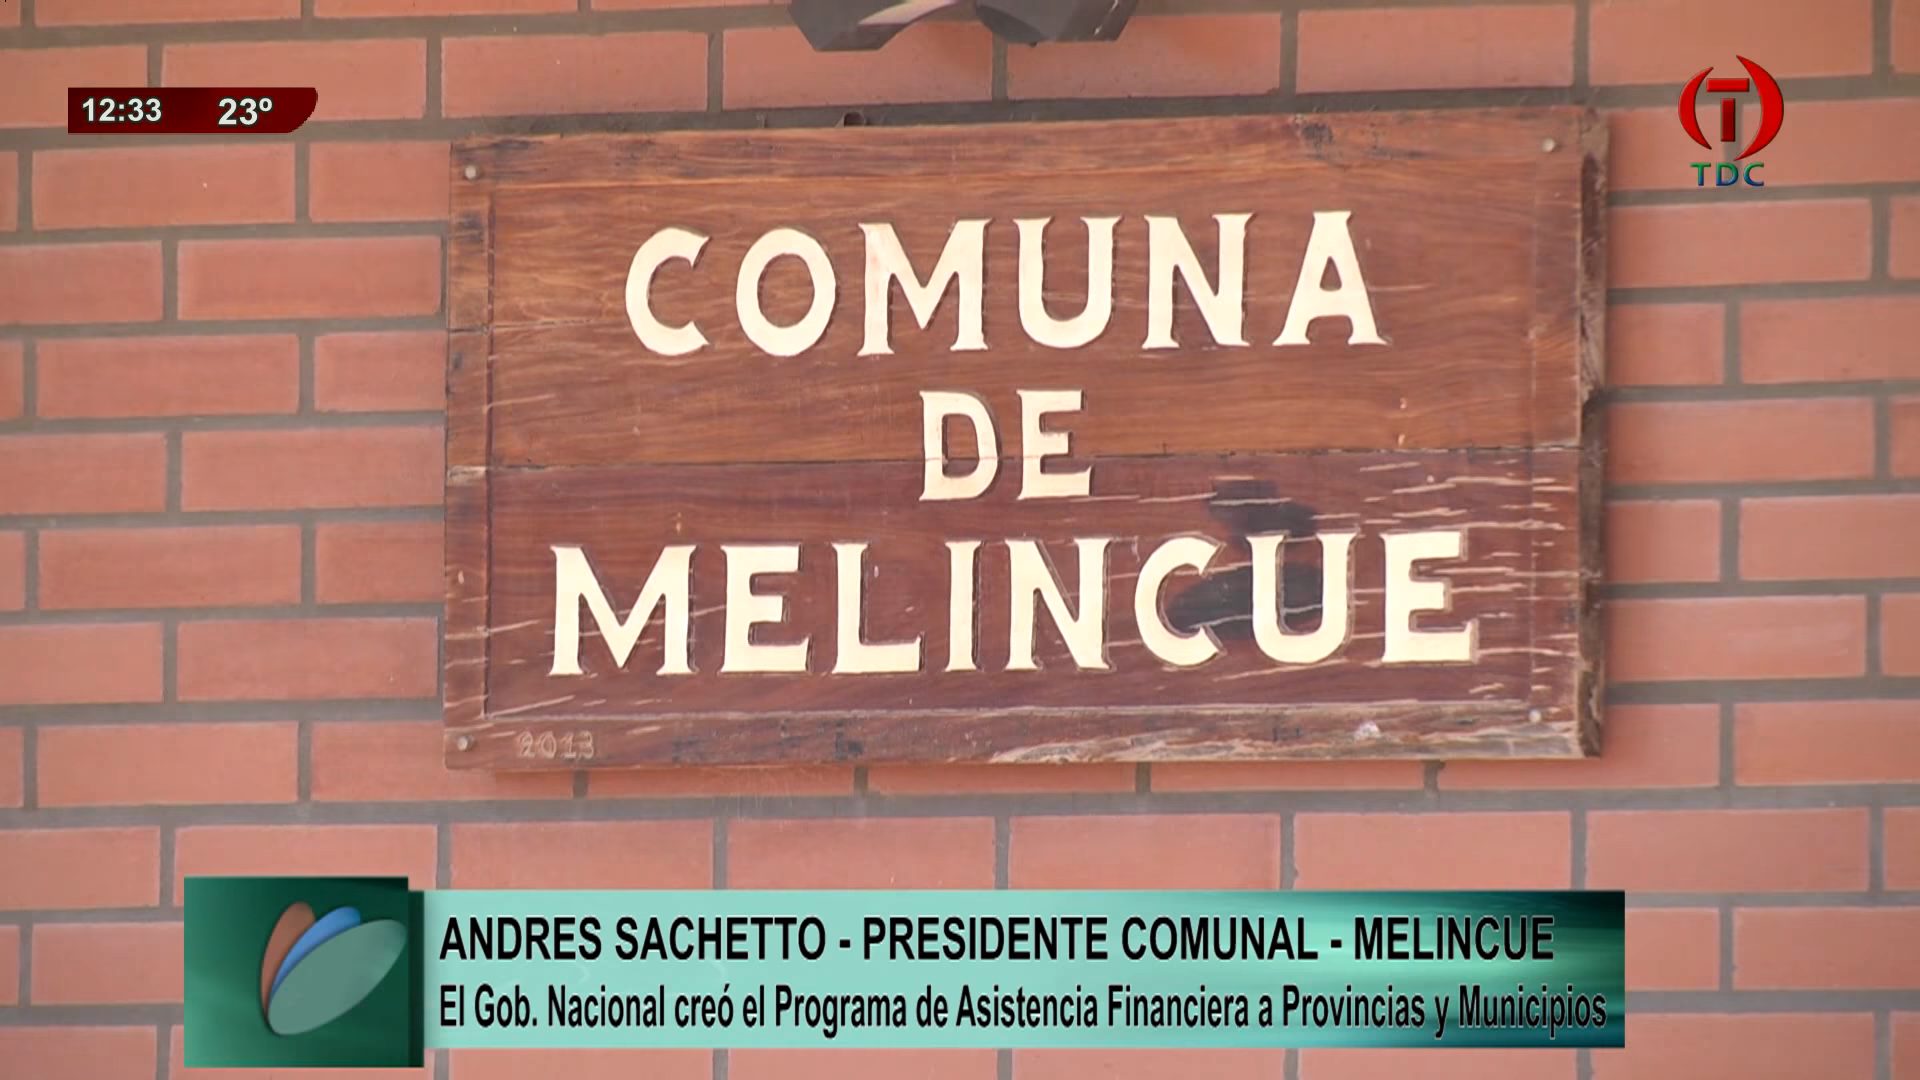 12:33 23º
T
TDC
COMUNA
DE
MELINCUE
2013
ANDRES SACHETTO - PRESIDENTE COMUNAL - MELINCUE
El Gob. Nacional creó el Programa de Asistencia Financiera a Provincias y Municipios